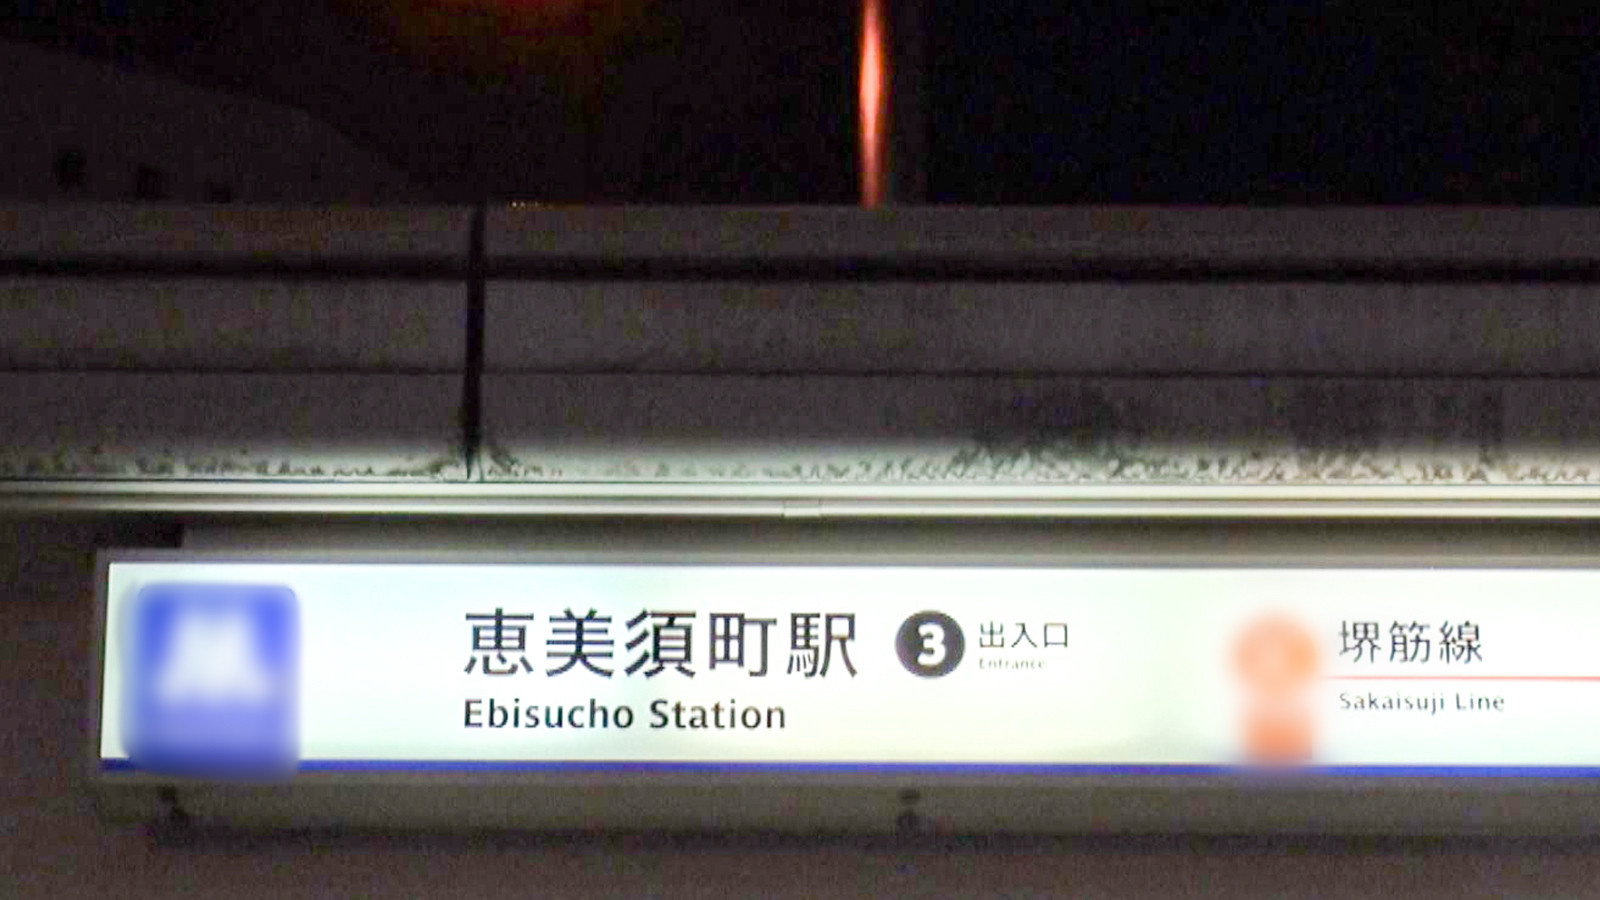 恵美須町駅
Ebisucho Station
3
出入口
Entrance
堺筋線
Sakaisuji Line